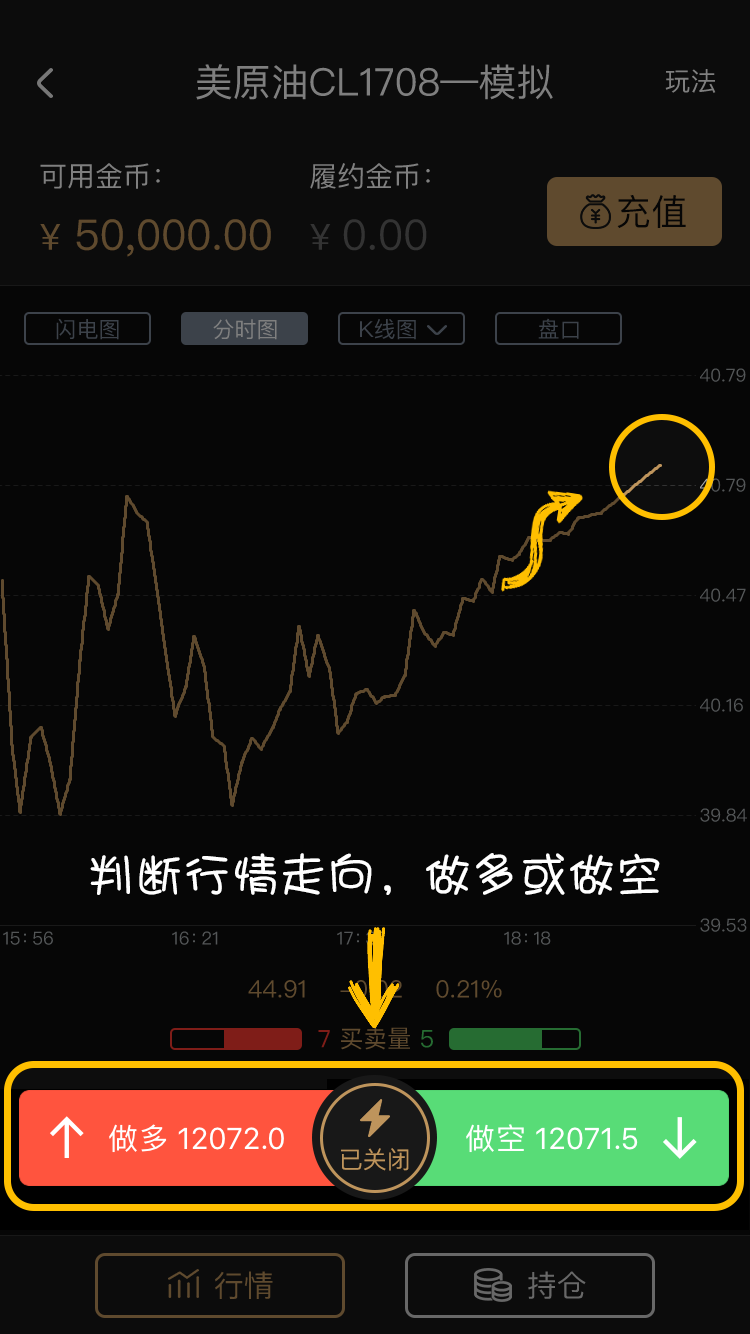 美原油CL1708—模拟 玩法
可用金币： 履约金币：
¥ 50,000.00 ¥ 0.00 充值
闪电图 分时图 K线图 盘口
40.79
40.79
40.47
40.16
39.84
判断行情走向，做多或做空
39.53
15:56 16:21 17: 18:18
44.91 0.21%
7 买卖量 5
做多 12072.0 已关闭 做空 12071.5
行情 持仓